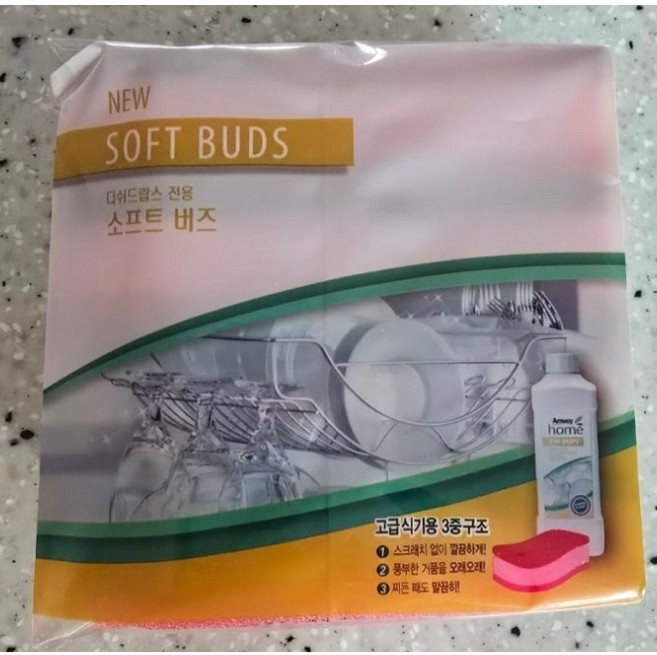 NEW
SOFT BUDS
디쉬드랍스 전용
소프트 버즈
Amway
home
DISH DROPS
고급 식기용 3중구조
1 스크래치 없이 깔끔하게!
2 풍부한 거품을 오래오래!
3 찌든 때도 말끔히!